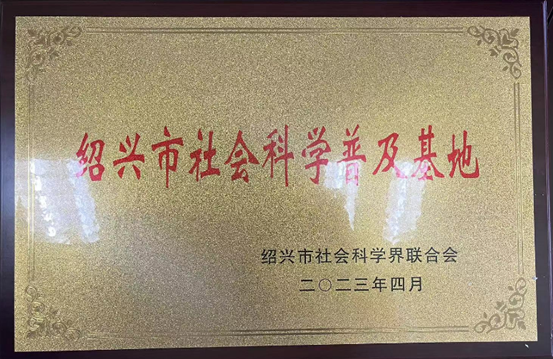 绍兴市社会科学普及基地
绍兴市社会科学界联合会
二〇二三年四月